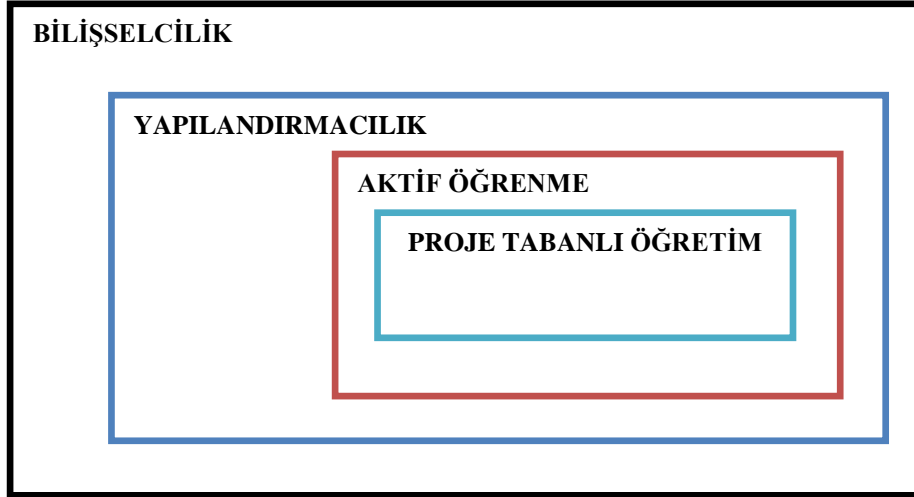 BİLİŞSELCİLİK
YAPILANDIRMACILIK
AKTİF ÖĞRENME
PROJE TABANLI ÖĞRETİM